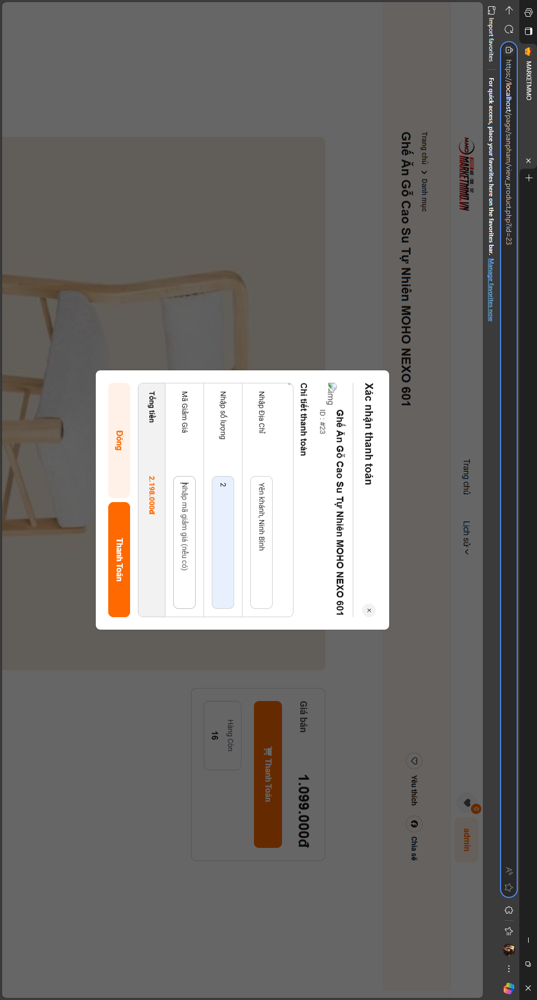 MARKETMMO
https://localhost/page/sanpham/view_product.php?id=23
Import favorites
For quick access, place your favorites here on the favorites bar. Manage favorites now
MMO
MARKETMMO.VN
Trang chủ
Lịch sử
0
admin
Trang chủ > Danh mục
Ghế Ăn Gỗ Cao Su Tự Nhiên MOHO NEXO 601
Yêu thích
Chia sẽ
Xác nhận thanh toán
×
img
Ghế Ăn Gỗ Cao Su Tự Nhiên MOHO NEXO 601
ID : #23
Chi tiết thanh toán
Nhập Địa Chỉ
Yên khánh, Ninh Bình
Nhập số lượng
2
Mã Giảm Giá
Nhập mã giảm giá (nếu có)
Tổng tiền
2.198.000đ
Đóng
Thanh Toán
Giá bán
1.099.000đ
Thanh Toán
Hàng Còn
16